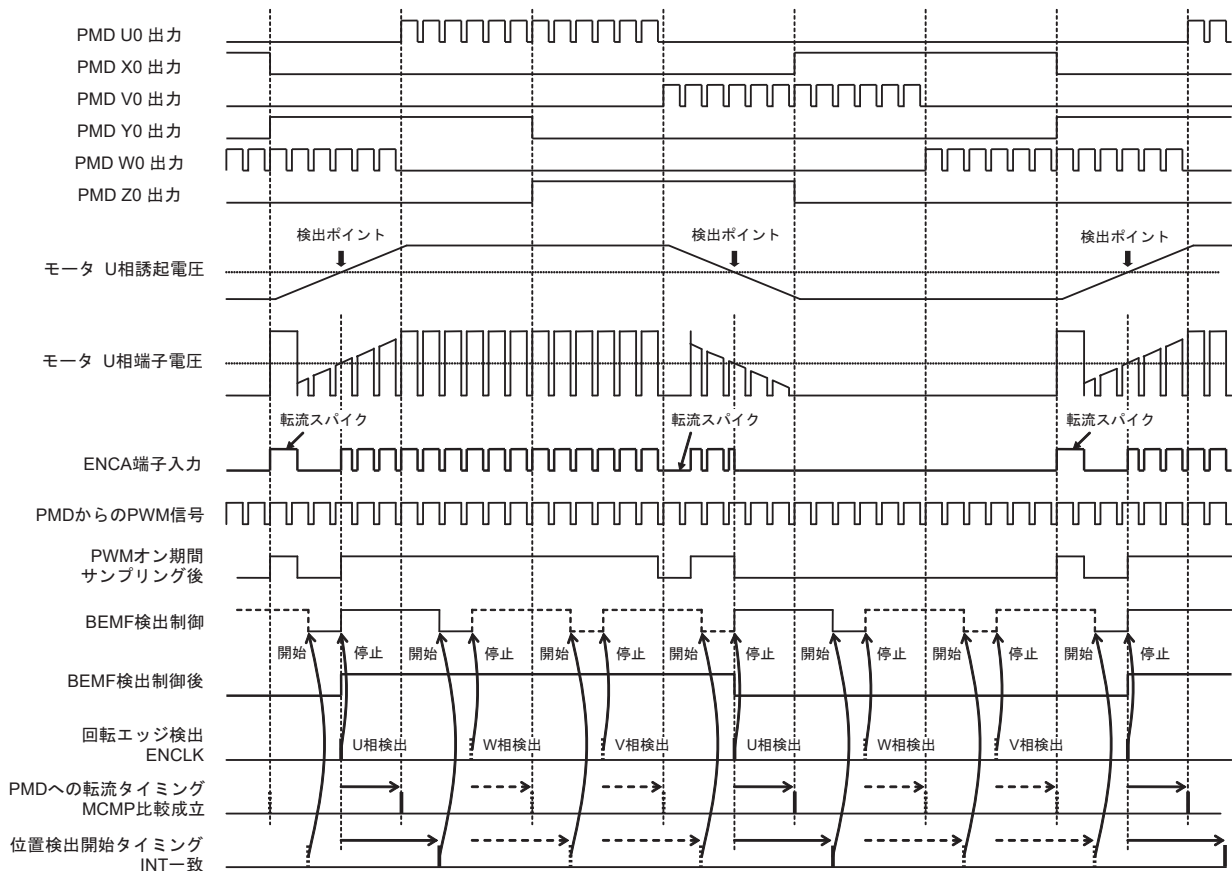 PMD U0 出力
PMD X0 出力
PMD V0 出力
PMD Y0 出力
PMD W0 出力
PMD Z0 出力
検出ポイント 検出ポイント 検出ポイント
モータ U相誘起電圧
モータ U相端子電圧
転流スパイク 転流スパイク 転流スパイク
ENCA端子入力
PMDからのPWM信号
PWMオン期間
サンプリング後
BEMF検出制御
開始 停止 開始 停止 開始 停止 開始 停止 開始 停止 開始 停止 開始 停止
BEMF検出制御後
回転エッジ検出
ENCLK
U相検出 W相検出 V相検出 U相検出 W相検出 V相検出
PMDへの転流タイミング
MCMP比較成立
位置検出開始タイミング
INT一致